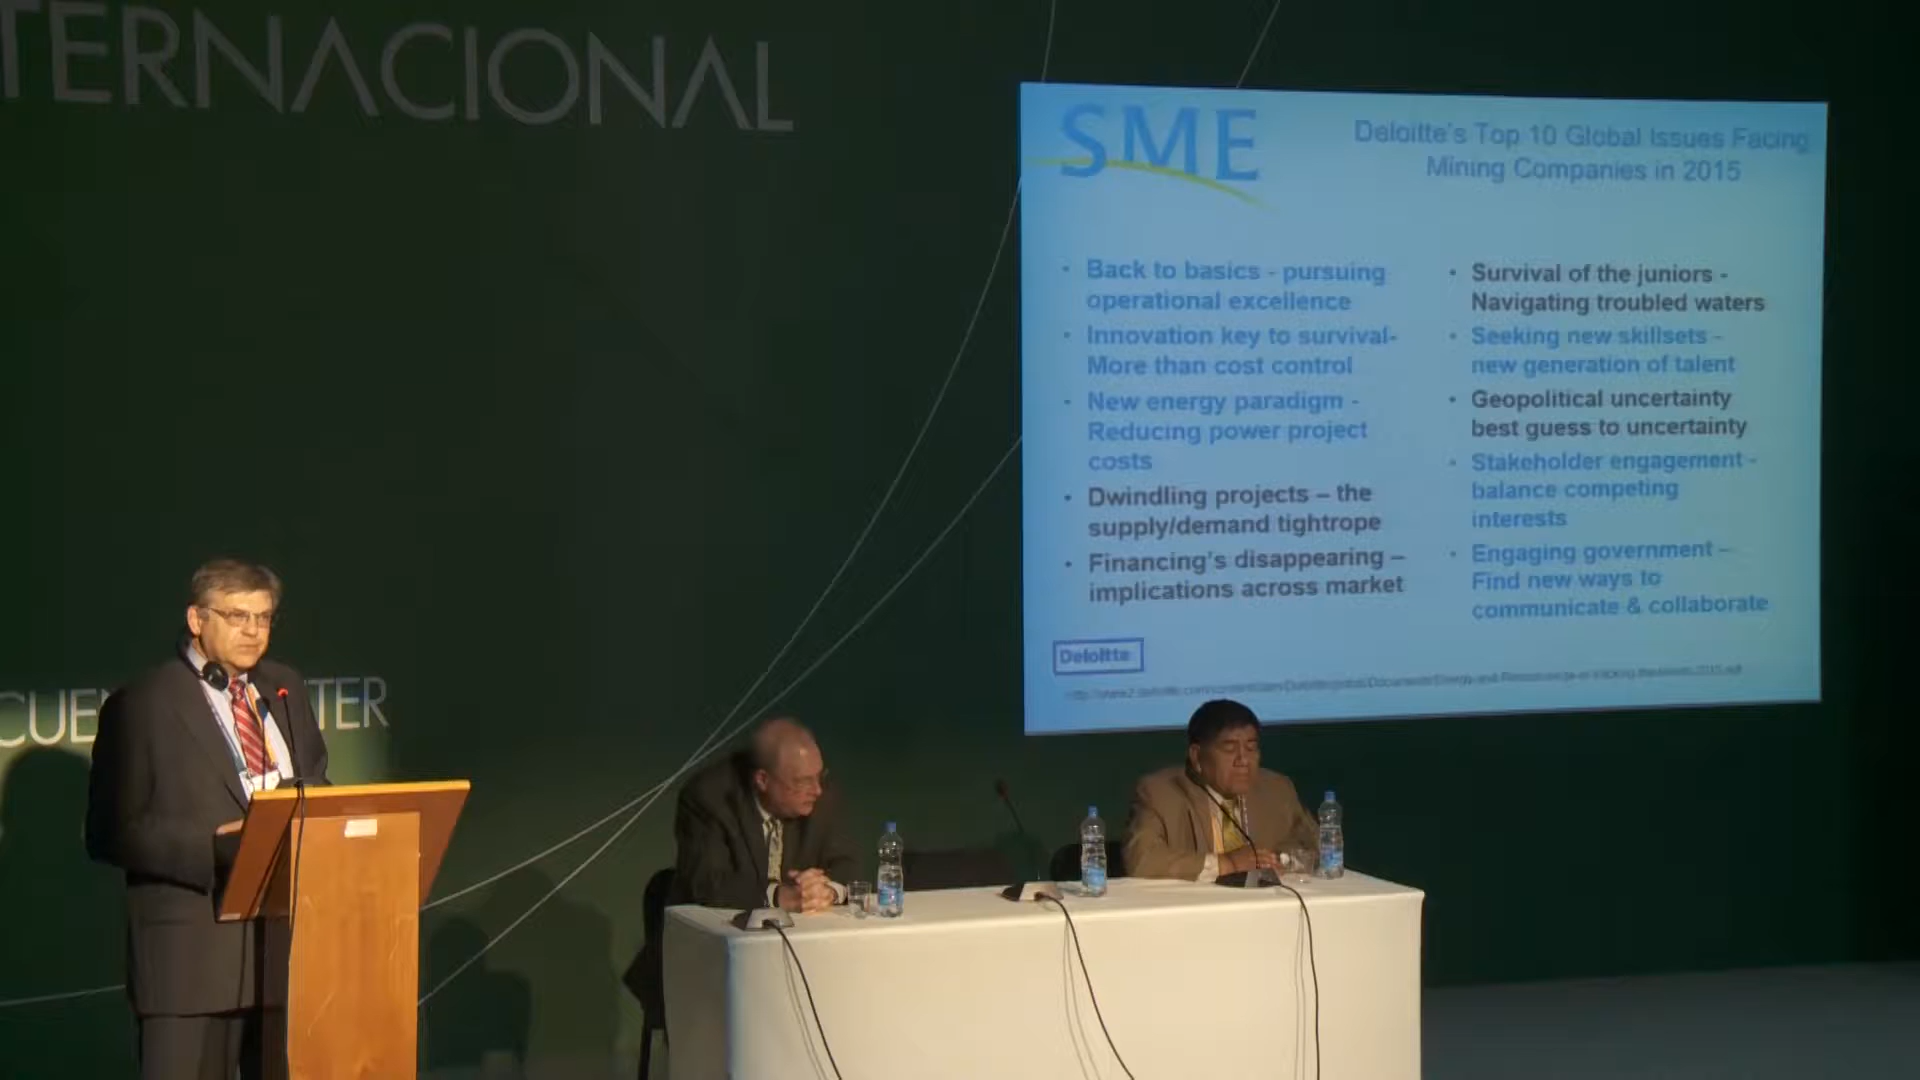 TERNACIONAL
SME
Deloitte's Top 10 Global Issues Facing
Mining Companies in 2015
• Back to basics - pursuing
operational excellence
• Innovation key to survival-
More than cost control
• New energy paradigm -
Reducing power project
costs
• Dwindling projects – the
supply/demand tightrope
• Financing's disappearing –
implications across market
• Survival of the juniors -
Navigating troubled waters
• Seeking new skillsets -
new generation of talent
• Geopolitical uncertainty
best guess to uncertainty
• Stakeholder engagement -
balance competing
interests
• Engaging government –
Find new ways to
communicate & collaborate
Deloitte.
CUEN TER